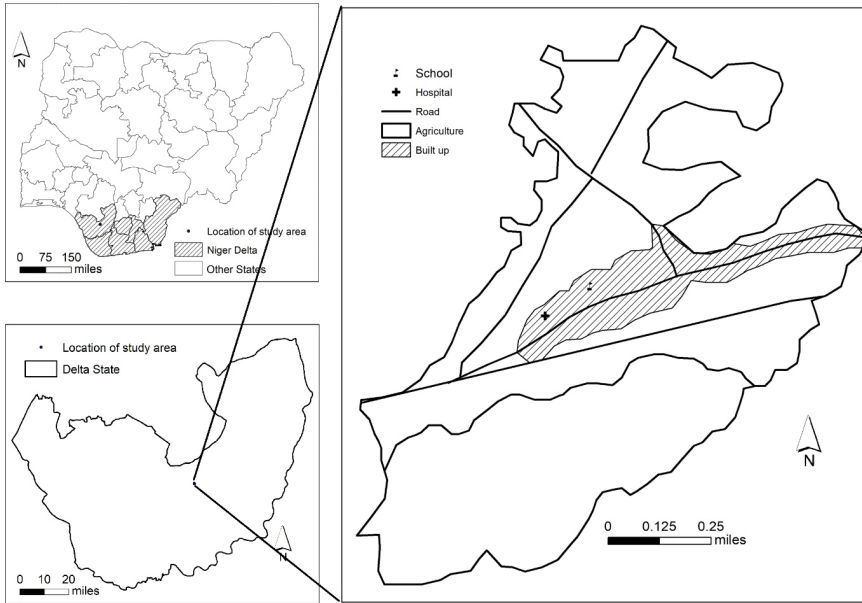 N
Location of study area
Niger Delta
Other States
0 75 150
miles
Location of study area
Delta State
N
0 10 20
miles
School
Hospital
Road
Agriculture
Built up
N
0 0.125 0.25
miles